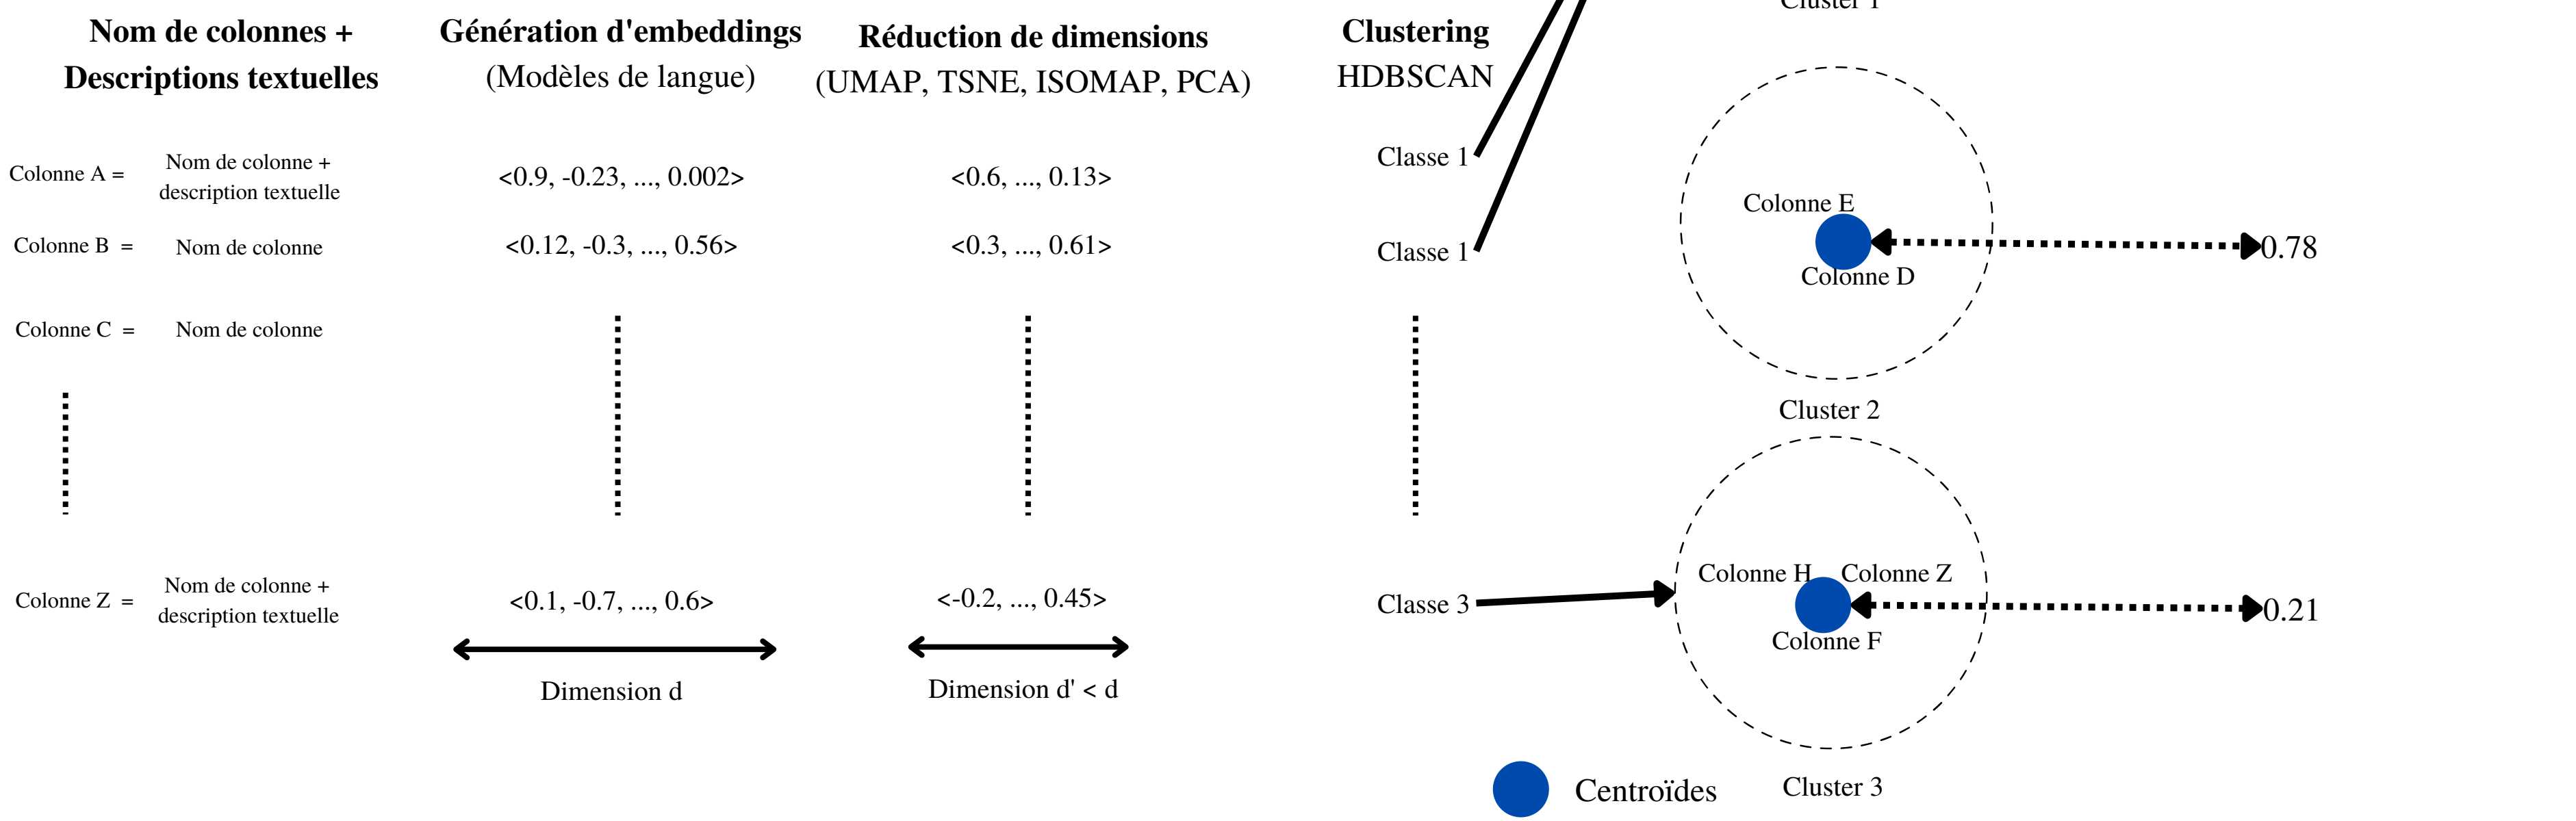 Nom de colonnes +
Descriptions textuelles
Génération d'embeddings
(Modèles de langue)
Réduction de dimensions
(UMAP, TSNE, ISOMAP, PCA)
Clustering
HDBSCAN
Cluster 1
Colonne A =
Nom de colonne +
description textuelle
<0.9, -0.23, ..., 0.002>
<0.6, ..., 0.13>
Classe 1
Colonne B =
Nom de colonne
<0.12, -0.3, ..., 0.56>
<0.3, ..., 0.61>
Classe 1
Colonne C =
Nom de colonne
Colonne E
Colonne D
0.78
Cluster 2
Colonne Z =
Nom de colonne +
description textuelle
<0.1, -0.7, ..., 0.6>
<-0.2, ..., 0.45>
Classe 3
Colonne H
Colonne Z
Colonne F
0.21
Dimension d
Dimension d' < d
Centroïdes
Cluster 3